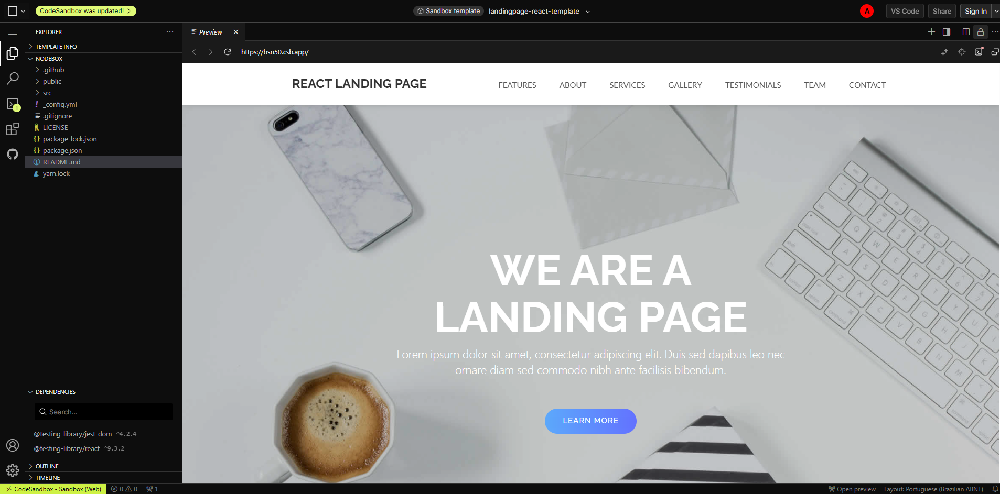 CodeSandbox was updated!
Sandbox template landingpage-react-template
A
VS Code
Share
Sign In
EXPLORER
TEMPLATE INFO
NODEBOX
.github
public
src
_config.yml
.gitignore
LICENSE
package-lock.json
package.json
README.md
yarn.lock
1
DEPENDENCIES
Search...
@testing-library/jest-dom ^4.2.4
@testing-library/react ^9.3.2
OUTLINE
TIMELINE
Preview
https://bsn50.csb.app/
REACT LANDING PAGE
FEATURES ABOUT SERVICES GALLERY TESTIMONIALS TEAM CONTACT
WE ARE A
LANDING PAGE
Lorem ipsum dolor sit amet, consectetur adipiscing elit. Duis sed dapibus leo nec
ornare diam sed commodo nibh ante facilisis bibendum.
LEARN MORE
CodeSandbox - Sandbox (Web) 0 0 1
Open preview Layout: Portuguese (Brazilian ABNT)